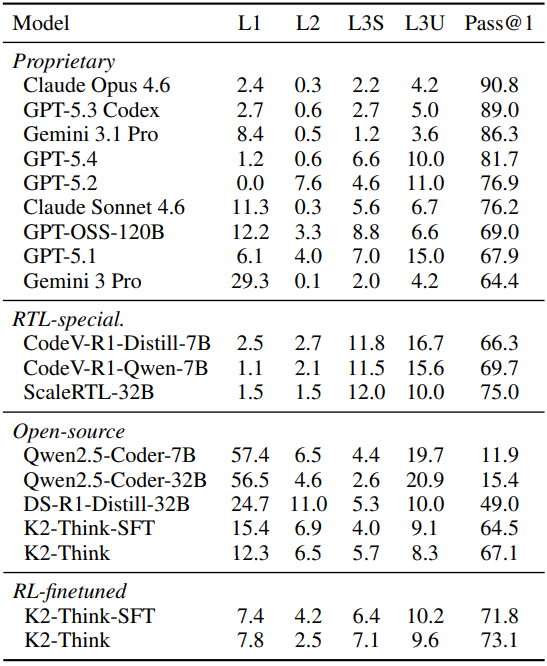 Model L1 L2 L3S L3U Pass@1
Proprietary
Claude Opus 4.6 2.4 0.3 2.2 4.2 90.8
GPT-5.3 Codex 2.7 0.6 2.7 5.0 89.0
Gemini 3.1 Pro 8.4 0.5 1.2 3.6 86.3
GPT-5.4 1.2 0.6 6.6 10.0 81.7
GPT-5.2 0.0 7.6 4.6 11.0 76.9
Claude Sonnet 4.6 11.3 0.3 5.6 6.7 76.2
GPT-OSS-120B 12.2 3.3 8.8 6.6 69.0
GPT-5.1 6.1 4.0 7.0 15.0 67.9
Gemini 3 Pro 29.3 0.1 2.0 4.2 64.4
RTL-special.
CodeV-R1-Distill-7B 2.5 2.7 11.8 16.7 66.3
CodeV-R1-Qwen-7B 1.1 2.1 11.5 15.6 69.7
ScaleRTL-32B 1.5 1.5 12.0 10.0 75.0
Open-source
Qwen2.5-Coder-7B 57.4 6.5 4.4 19.7 11.9
Qwen2.5-Coder-32B 56.5 4.6 2.6 20.9 15.4
DS-R1-Distill-32B 24.7 11.0 5.3 10.0 49.0
K2-Think-SFT 15.4 6.9 4.0 9.1 64.5
K2-Think 12.3 6.5 5.7 8.3 67.1
RL-finetuned
K2-Think-SFT 7.4 4.2 6.4 10.2 71.8
K2-Think 7.8 2.5 7.1 9.6 73.1